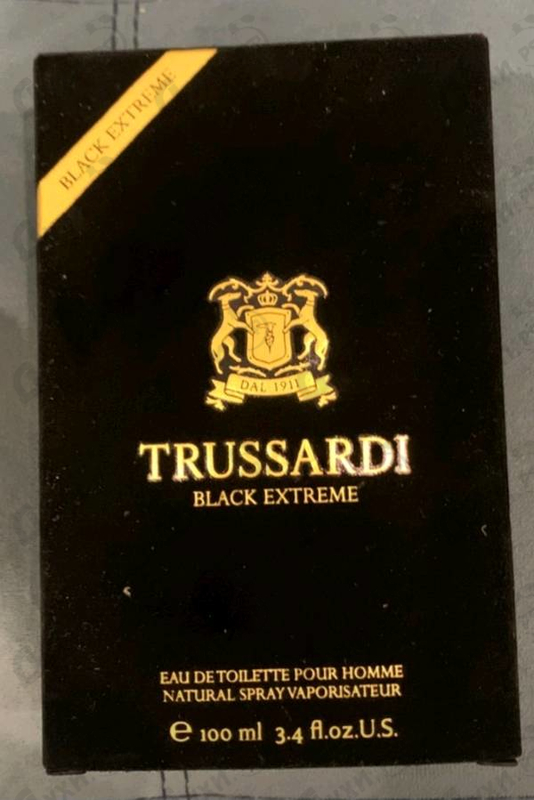 BLACK EXTREME
DAL 1911
TRUSSARDI
BLACK EXTREME
EAU DE TOILETTE POUR HOMME
NATURAL SPRAY VAPORISATEUR
℮ 100 ml 3.4 fl.oz.U.S.